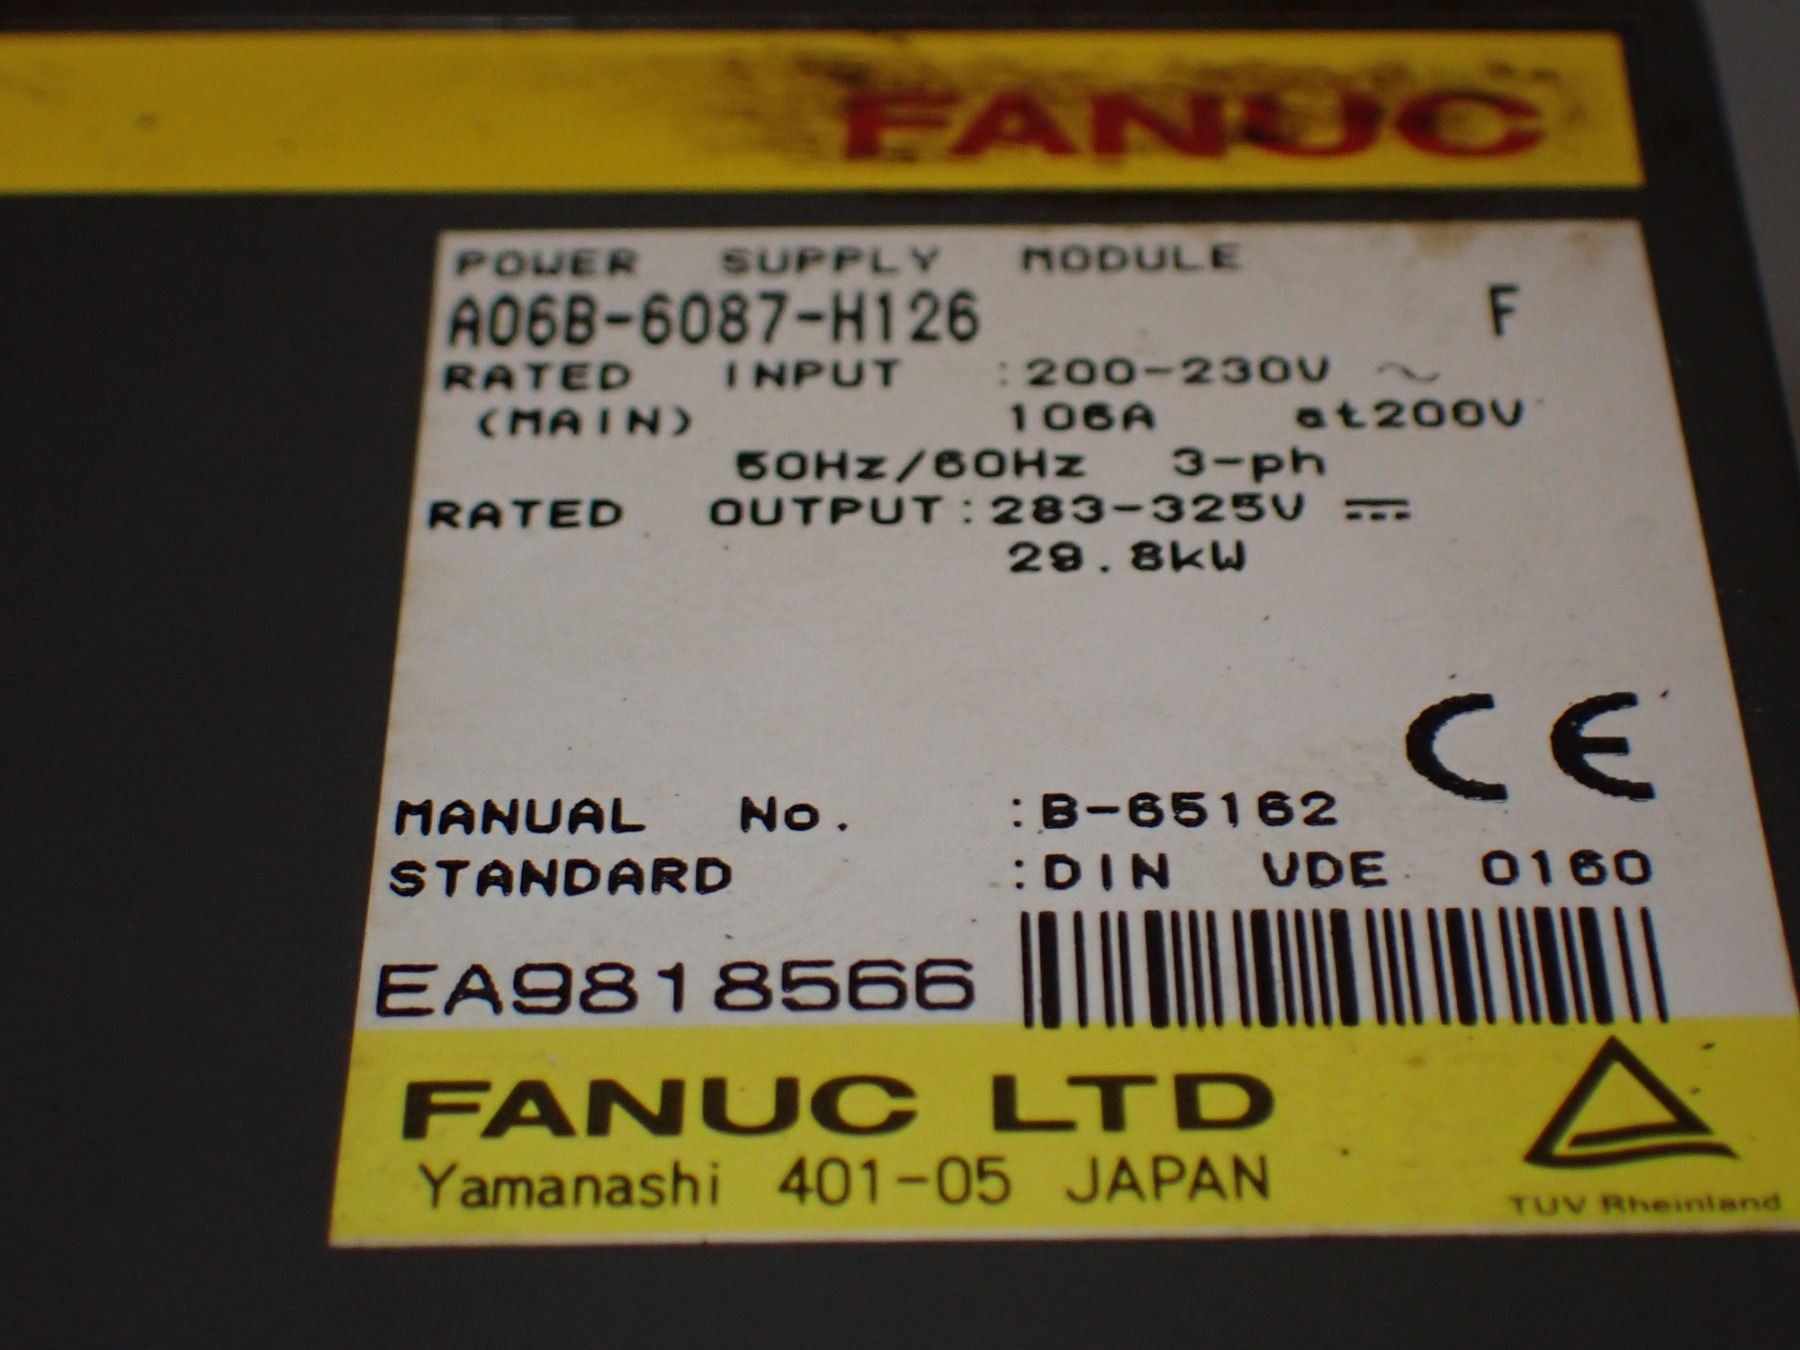 FANUC
POWER SUPPLY MODULE
A06B-6087-H126 F
RATED INPUT :200-230V ~
(MAIN) 106A at200V
50Hz/60Hz 3-ph
RATED OUTPUT:283-325V ⎓
29.8kW
CE
MANUAL No. :B-65162
STANDARD :DIN VDE 0160
EA9818566
FANUC LTD
Yamanashi 401-05 JAPAN
TUV Rheinland